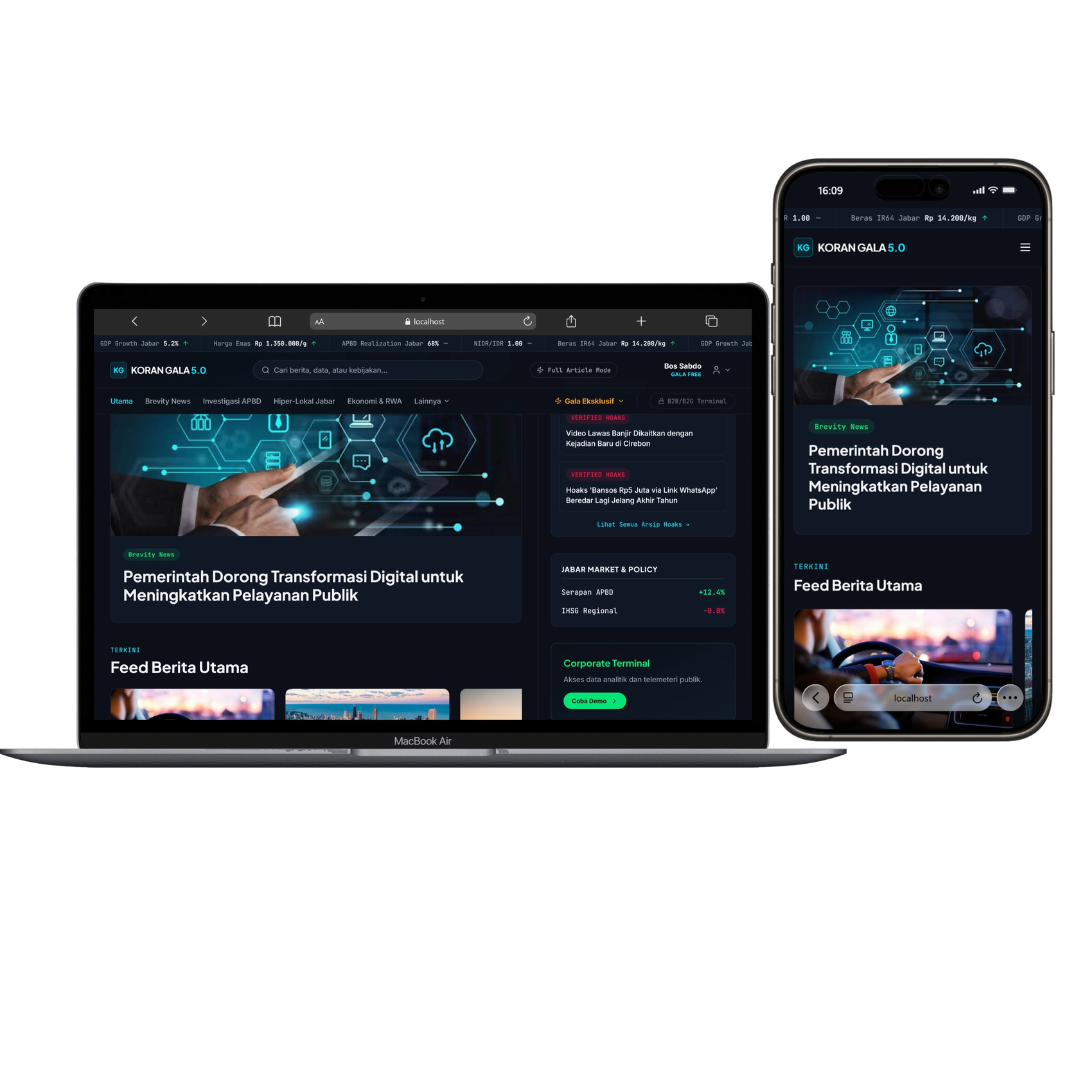 localhost
GDP Growth Jabar 5.2% ↑ Harga Emas Rp 1.350.000/g ↑ APBD Realization Jabar 68% — NIDR/IDR 1.00 — Beras IR64 Jabar Rp 14.200/kg ↑ GDP Growth Jab
KG KORAN GALA 5.0 Cari berita, data, atau kebijakan... Full Article Mode Bos Sabdo
GALA FREE
Utama Brevity News Investigasi APBD Hiper-Lokal Jabar Ekonomi & RWA Lainnya Gala Eksklusif B2B/B2G Terminal
Brevity News
Pemerintah Dorong Transformasi Digital untuk
Meningkatkan Pelayanan Publik
TERKINI
Feed Berita Utama
VERIFIED HOAKS
Video Lawas Banjir Dikaitkan dengan
Kejadian Baru di Cirebon
VERIFIED HOAKS
Hoaks 'Bansos Rp5 Juta via Link WhatsApp'
Beredar Lagi Jelang Akhir Tahun
Lihat Semua Arsip Hoaks →
JABAR MARKET & POLICY
Serapan APBD +12.4%
IHSG Regional -0.8%
Corporate Terminal
Akses data analitik dan telemeteri publik.
Coba Demo
MacBook Air
16:09
R 1.00 — Beras IR64 Jabar Rp 14.200/kg ↑ GDP Gr
KG KORAN GALA 5.0
Brevity News
Pemerintah Dorong
Transformasi Digital untuk
Meningkatkan Pelayanan
Publik
TERKINI
Feed Berita Utama
localhost